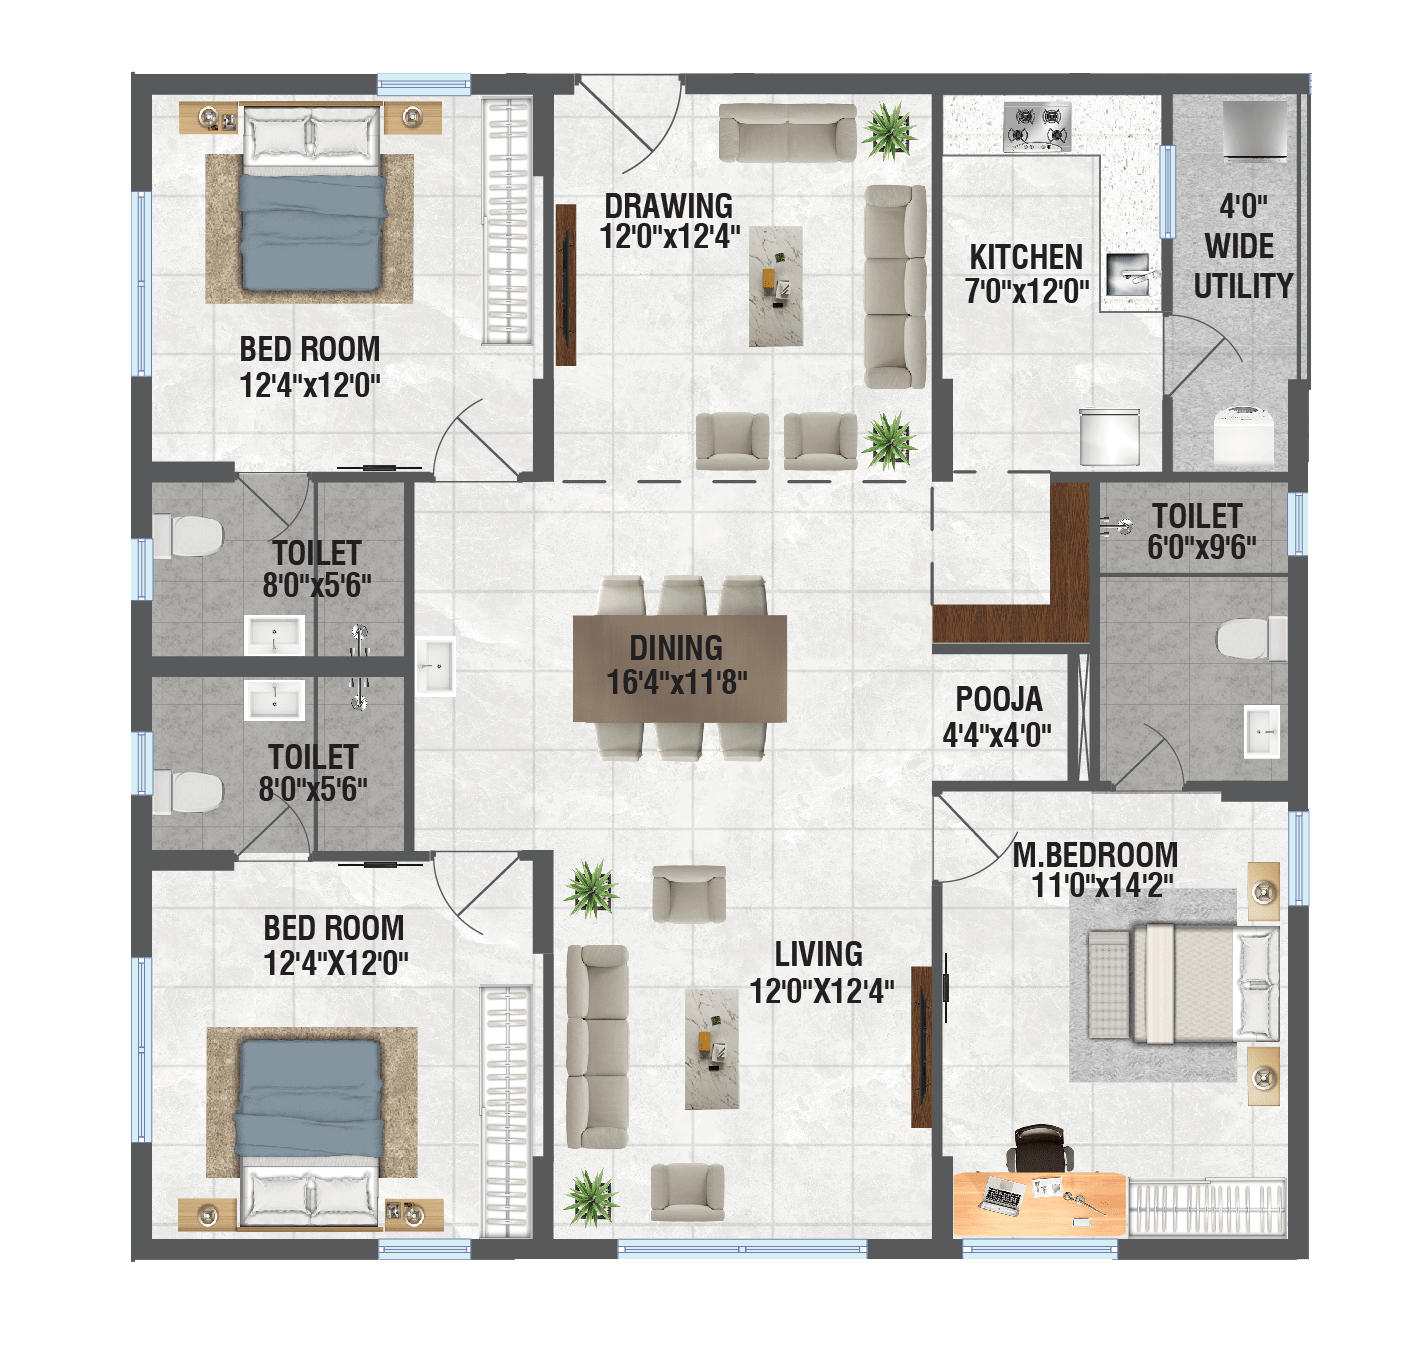 DRAWING
12'0"x12'4"
4'0"
WIDE
UTILITY
KITCHEN
7'0"x12'0"
BED ROOM
12'4"x12'0"
TOILET
8'0"x5'6"
TOILET
6'0"x9'6"
DINING
16'4"x11'8"
POOJA
4'4"x4'0"
TOILET
8'0"x5'6"
M.BEDROOM
11'0"x14'2"
BED ROOM
12'4"X12'0"
LIVING
12'0"X12'4"